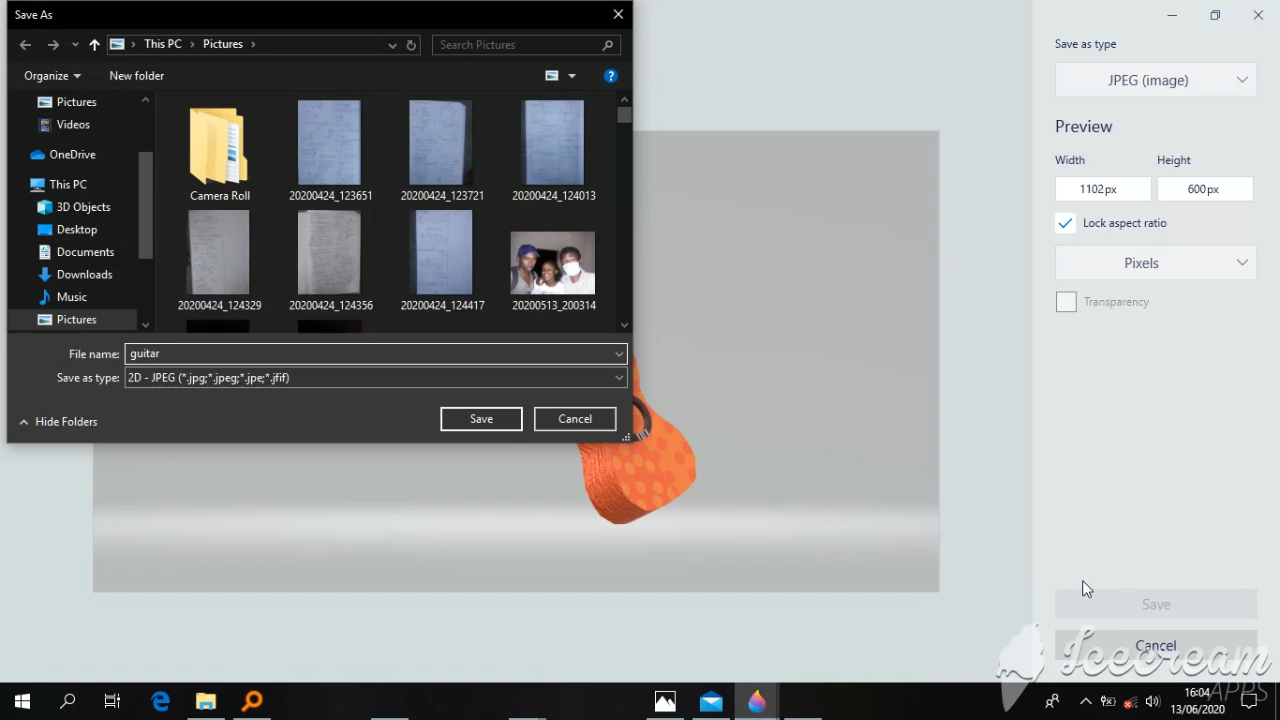 Save As
This PC
Pictures
Search Pictures
Organize
New folder
Pictures
Videos
OneDrive
This PC
3D Objects
Desktop
Documents
Downloads
Music
Pictures
Camera Roll
20200424_123651
20200424_123721
20200424_124013
20200424_124329
20200424_124356
20200424_124417
20200513_200314
File name: guitar
Save as type: 2D - JPEG (*.jpg;*.jpeg;*.jpe;*.jfif)
Hide Folders
Save
Cancel
Save as type
JPEG (image)
Preview
Width
Height
1102px
600px
Lock aspect ratio
Pixels
Transparency
Save
Cancel
Icecream
APPS
16:04
13/06/2020